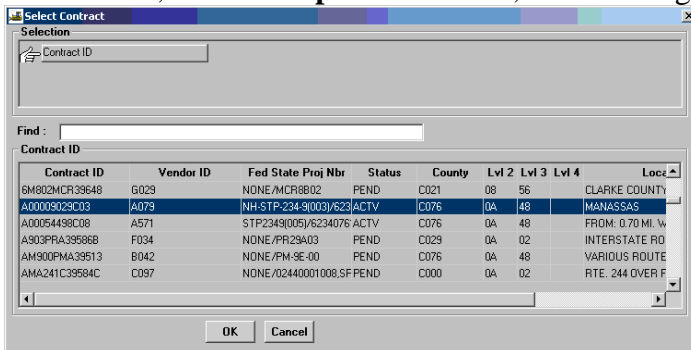 Select Contract
Selection
Contract ID
Find :
Contract ID
Contract ID Vendor ID Fed State Proj Nbr Status County Lvl 2 Lvl 3 Lvl 4 Loca
6M802MCR39648 G029 NONE/MCR8B02 PEND C021 08 56 CLARKE COUNTY
A00009029C03 A079 NH-STP-234-9(003)/623 ACTV C076 0A 48 MANASSAS
A00054498C08 A571 STP2349(005)/6234076 ACTV C076 0A 48 FROM: 0.70 MI. W
A903PRA39586B F034 NONE/PR29A03 PEND C029 0A 02 INTERSTATE RO
AM900PMA39513 B042 NONE/PM-9E-00 PEND C076 0A 48 VARIOUS ROUTE
AMA241C39584C C097 NONE/02440001008,SF PEND C000 0A 02 RTE. 244 OVER F
OK Cancel